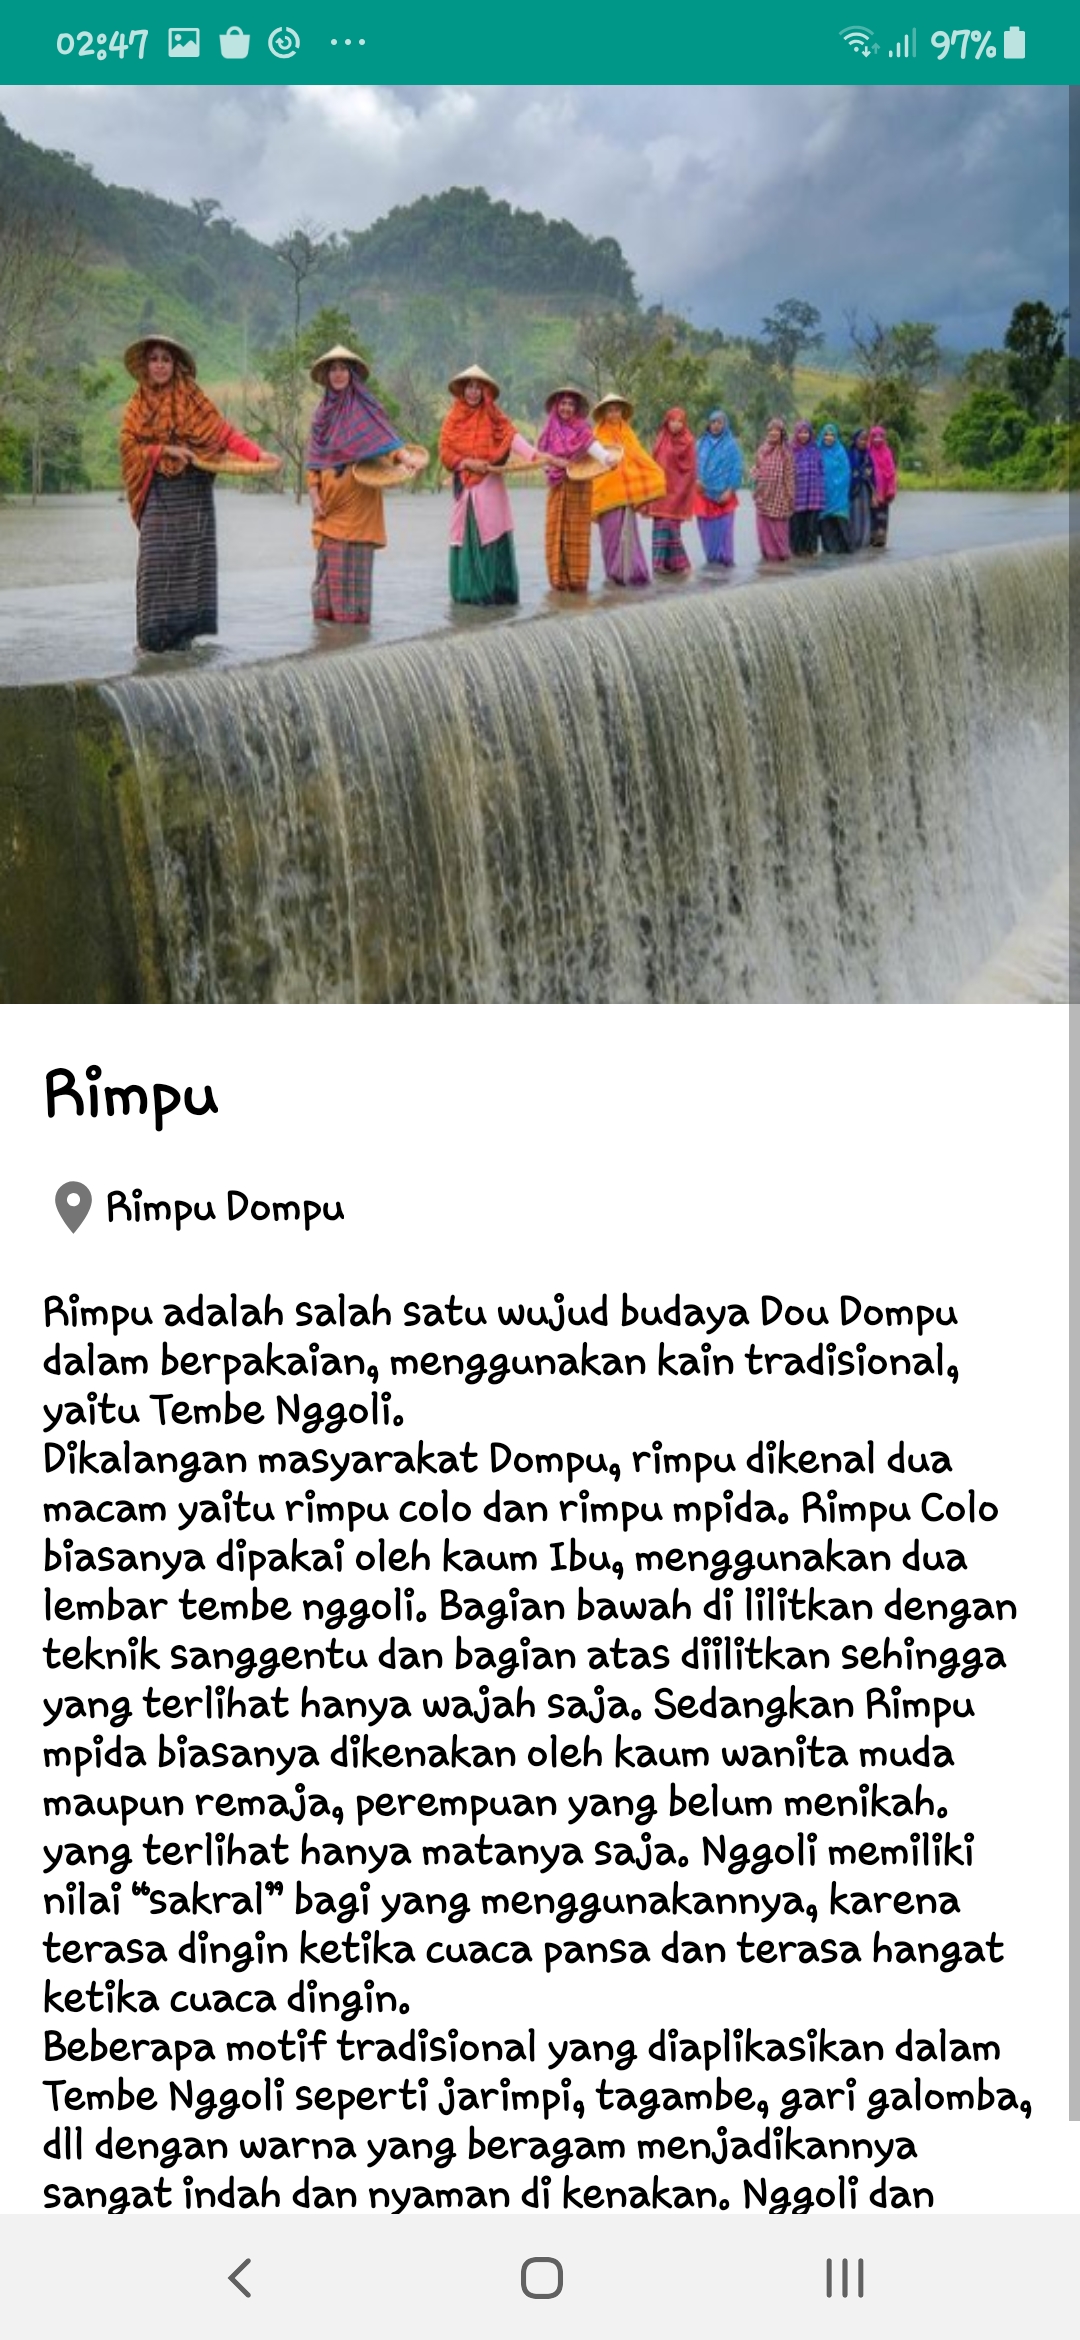 02:47
97%
Rimpu
Rimpu Dompu
Rimpu adalah salah satu wujud budaya Dou Dompu
dalam berpakaian, menggunakan kain tradisional,
yaitu Tembe Nggoli.
Dikalangan masyarakat Dompu, rimpu dikenal dua
macam yaitu rimpu colo dan rimpu mpida. Rimpu Colo
biasanya dipakai oleh kaum Ibu, menggunakan dua
lembar tembe nggoli. Bagian bawah di lilitkan dengan
teknik sanggentu dan bagian atas diilitkan sehingga
yang terlihat hanya wajah saja. Sedangkan Rimpu
mpida biasanya dikenakan oleh kaum wanita muda
maupun remaja, perempuan yang belum menikah.
yang terlihat hanya matanya saja. Nggoli memiliki
nilai “sakral” bagi yang menggunakannya, karena
terasa dingin ketika cuaca pansa dan terasa hangat
ketika cuaca dingin.
Beberapa motif tradisional yang diaplikasikan dalam
Tembe Nggoli seperti jarimpi, tagambe, gari galomba,
dll dengan warna yang beragam menjadikannya
sangat indah dan nyaman di kenakan. Nggoli dan